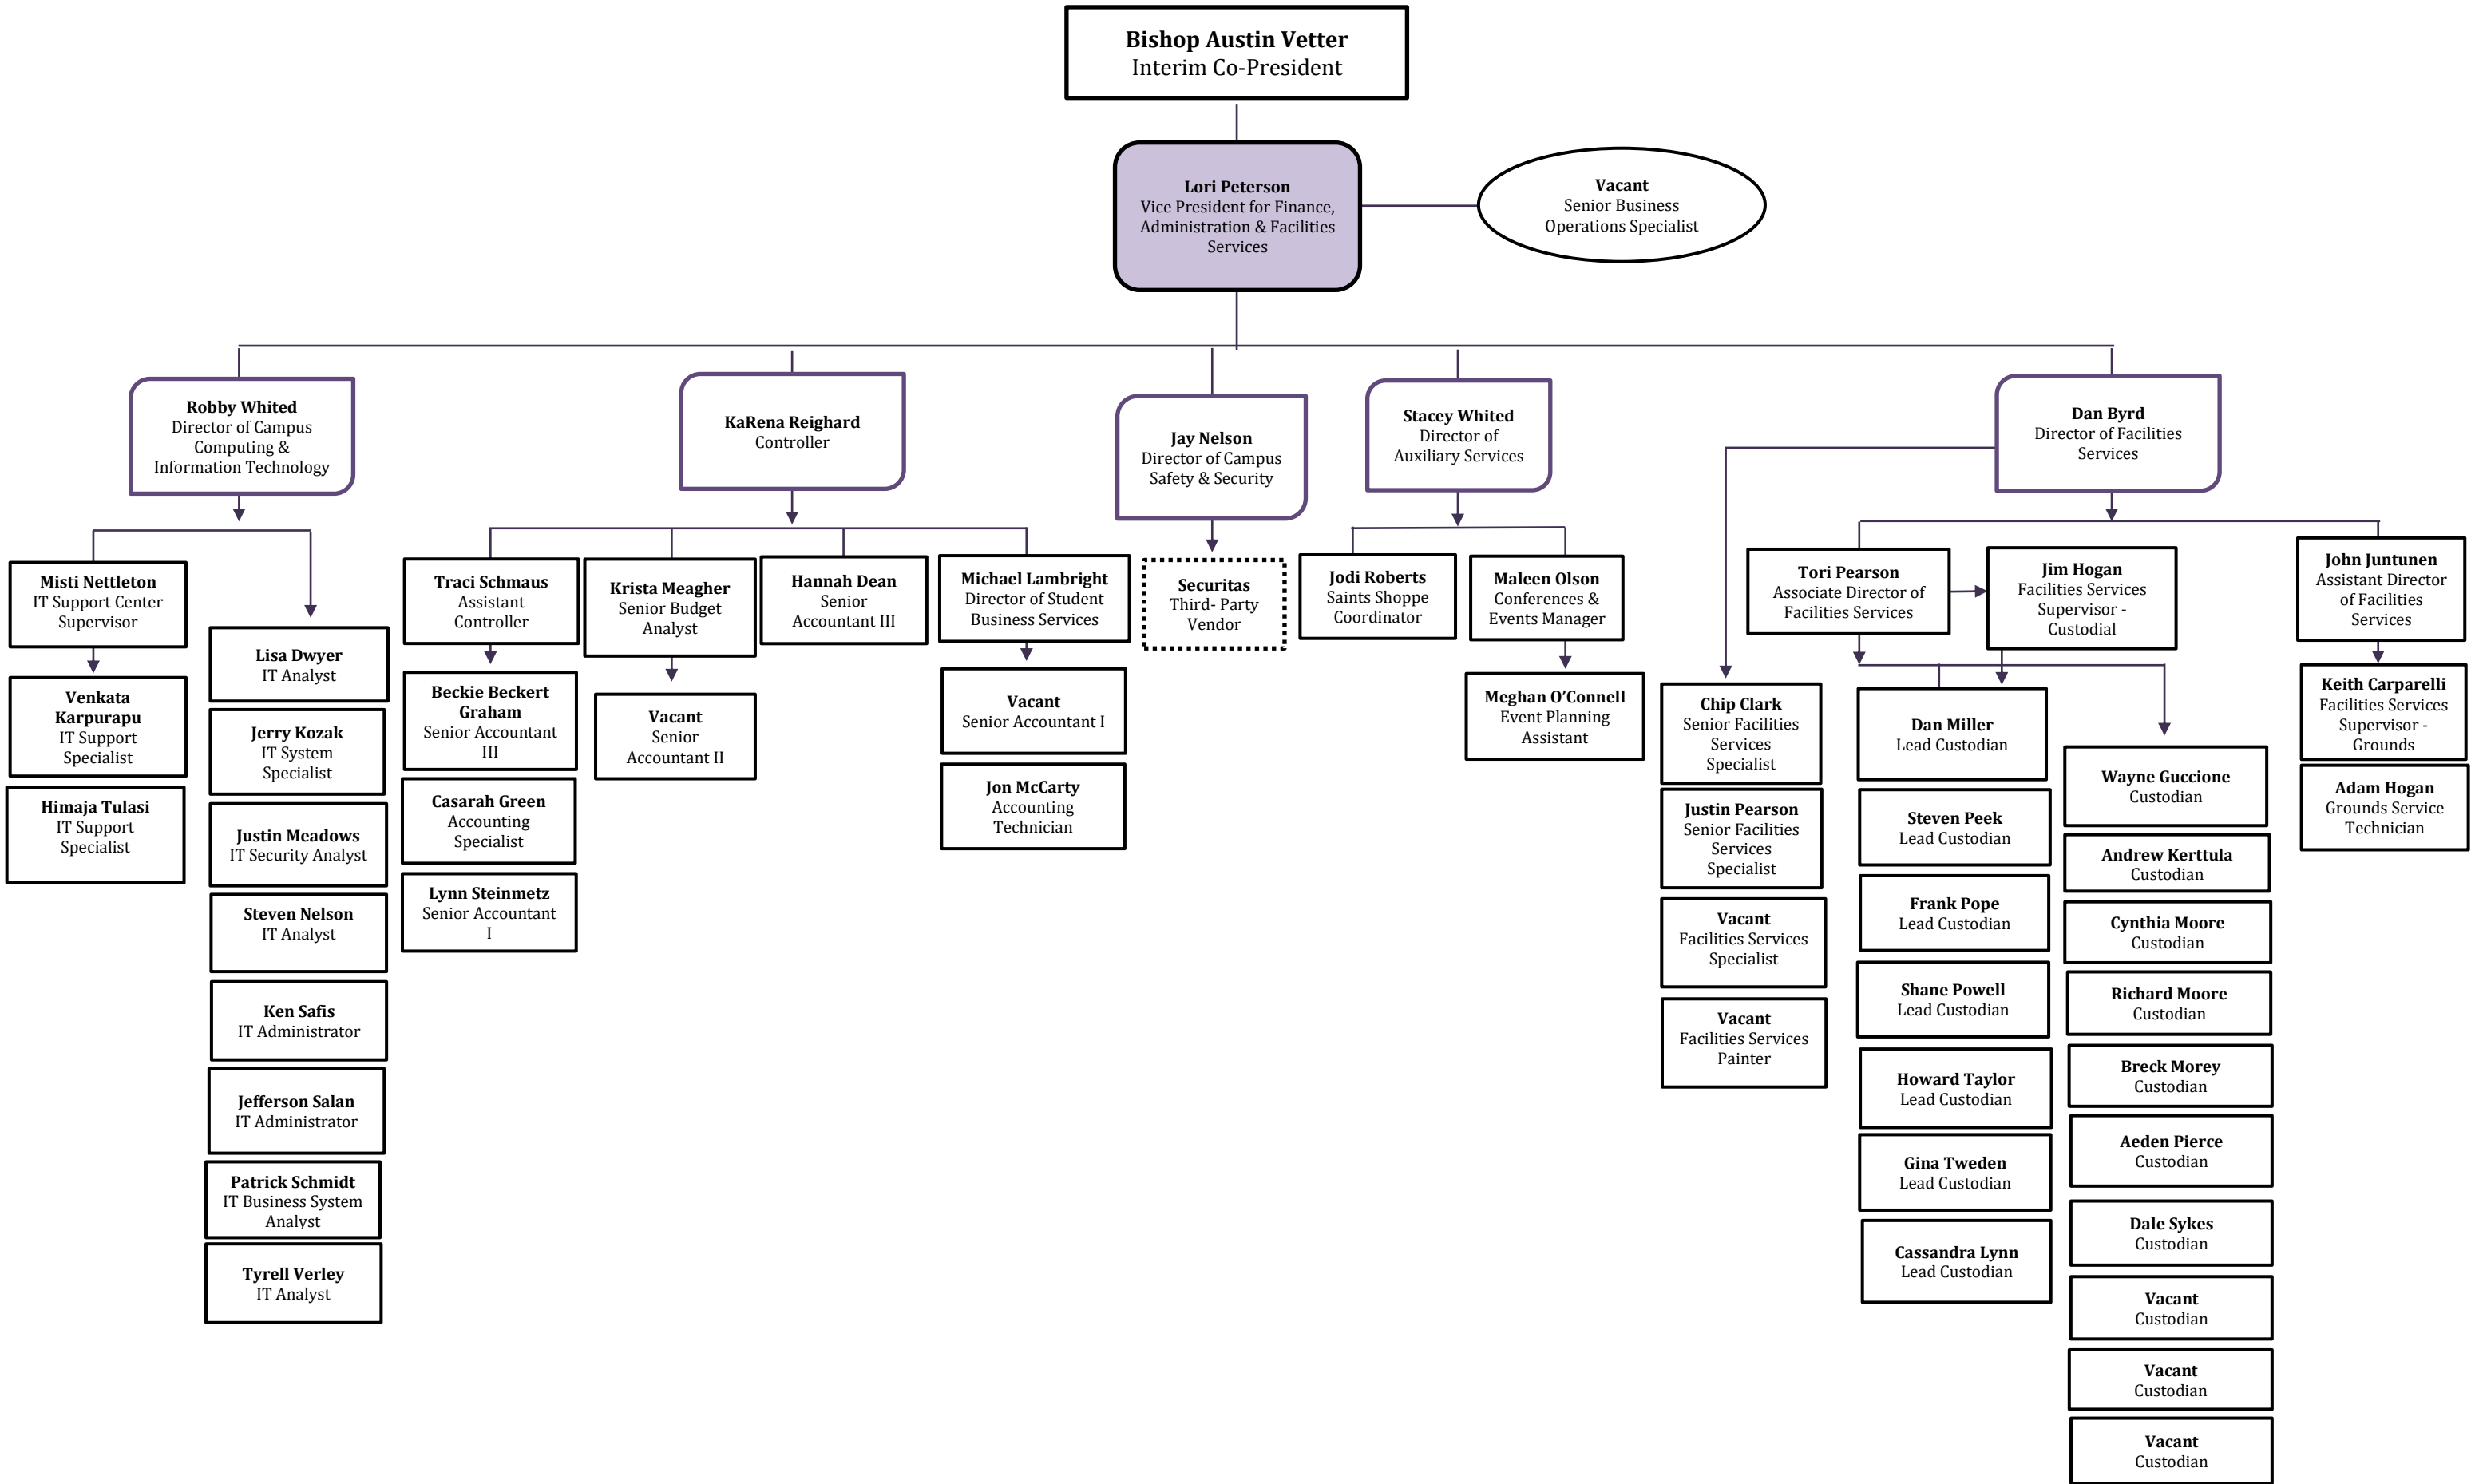 Bishop Austin Vetter
Interim Co-President
Lori Peterson
Vice President for Finance,
Administration & Facilities
Services
Vacant
Senior Business
Operations Specialist
Robby Whited
Director of Campus
Computing &
Information Technology
KaRena Reighard
Controller
Jay Nelson
Director of Campus
Safety & Security
Stacey Whited
Director of
Auxiliary Services
Dan Byrd
Director of Facilities
Services
Misti Nettleton
IT Support Center
Supervisor
Venkata
Karpurapu
IT Support
Specialist
Himaja Tulasi
IT Support
Specialist
Lisa Dwyer
IT Analyst
Jerry Kozak
IT System
Specialist
Justin Meadows
IT Security Analyst
Steven Nelson
IT Analyst
Ken Safis
IT Administrator
Jefferson Salan
IT Administrator
Patrick Schmidt
IT Business System
Analyst
Tyrell Verley
IT Analyst
Traci Schmaus
Assistant
Controller
Beckie Beckert
Graham
Senior Accountant
III
Casarah Green
Accounting
Specialist
Lynn Steinmetz
Senior Accountant
I
Krista Meagher
Senior Budget
Analyst
Vacant
Senior
Accountant II
Hannah Dean
Senior
Accountant III
Michael Lambright
Director of Student
Business Services
Vacant
Senior Accountant I
Jon McCarty
Accounting
Technician
Securitas
Third- Party
Vendor
Jodi Roberts
Saints Shoppe
Coordinator
Maleen Olson
Conferences &
Events Manager
Meghan O’Connell
Event Planning
Assistant
Chip Clark
Senior Facilities
Services
Specialist
Justin Pearson
Senior Facilities
Services
Specialist
Vacant
Facilities Services
Specialist
Vacant
Facilities Services
Painter
Tori Pearson
Associate Director of
Facilities Services
Jim Hogan
Facilities Services
Supervisor -
Custodial
Dan Miller
Lead Custodian
Steven Peek
Lead Custodian
Frank Pope
Lead Custodian
Shane Powell
Lead Custodian
Howard Taylor
Lead Custodian
Gina Tweden
Lead Custodian
Cassandra Lynn
Lead Custodian
Wayne Guccione
Custodian
Andrew Kerttula
Custodian
Cynthia Moore
Custodian
Richard Moore
Custodian
Breck Morey
Custodian
Aeden Pierce
Custodian
Dale Sykes
Custodian
Vacant
Custodian
Vacant
Custodian
Vacant
Custodian
John Juntunen
Assistant Director
of Facilities
Services
Keith Carparelli
Facilities Services
Supervisor -
Grounds
Adam Hogan
Grounds Service
Technician